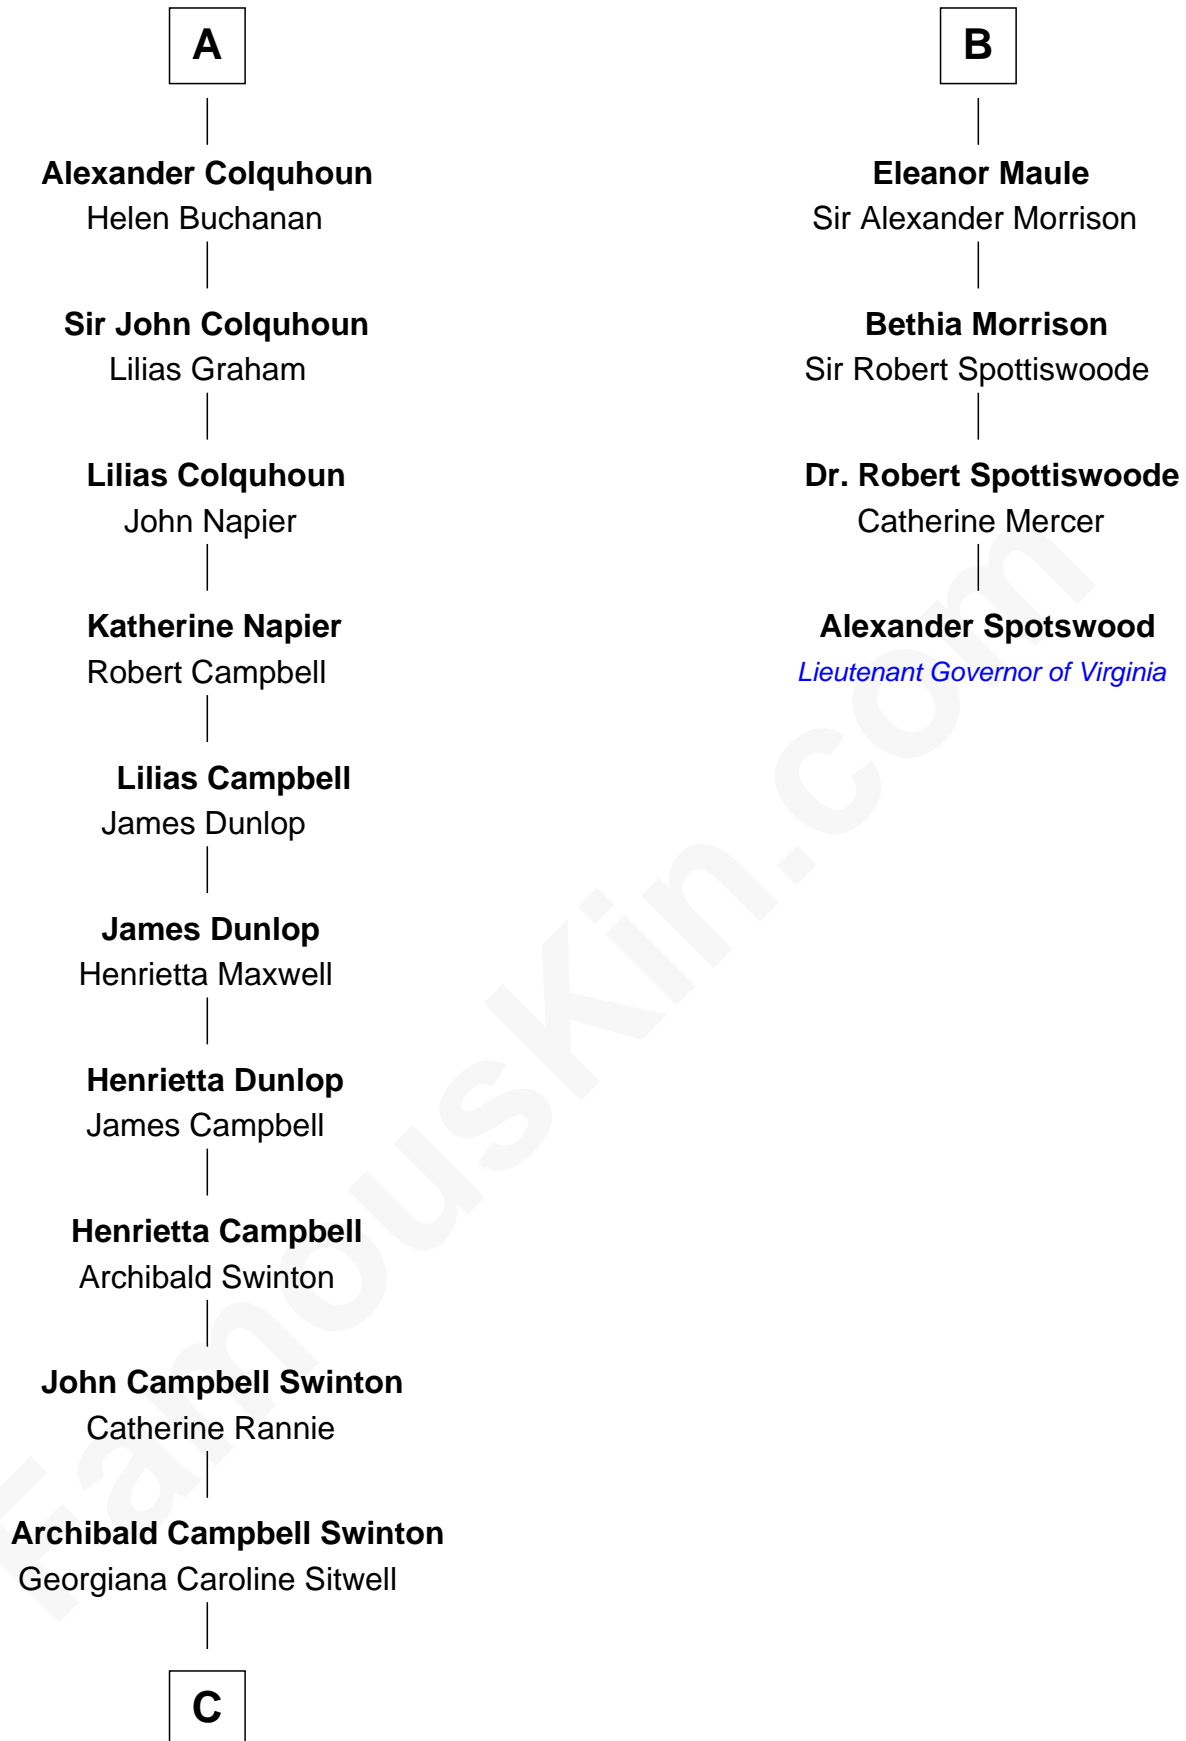 A
Alexander Colquhoun
Helen Buchanan
Sir John Colquhoun
Lilias Graham
Lilias Colquhoun
John Napier
Katherine Napier
Robert Campbell
Lilias Campbell
James Dunlop
James Dunlop
Henrietta Maxwell
Henrietta Dunlop
James Campbell
Henrietta Campbell
Archibald Swinton
John Campbell Swinton
Catherine Rannie
Archibald Campbell Swinton
Georgiana Caroline Sitwell
C
B
Eleanor Maule
Sir Alexander Morrison
Bethia Morrison
Sir Robert Spottiswoode
Dr. Robert Spottiswoode
Catherine Mercer
Alexander Spotswood
Lieutenant Governor of Virginia
FamousKin.com